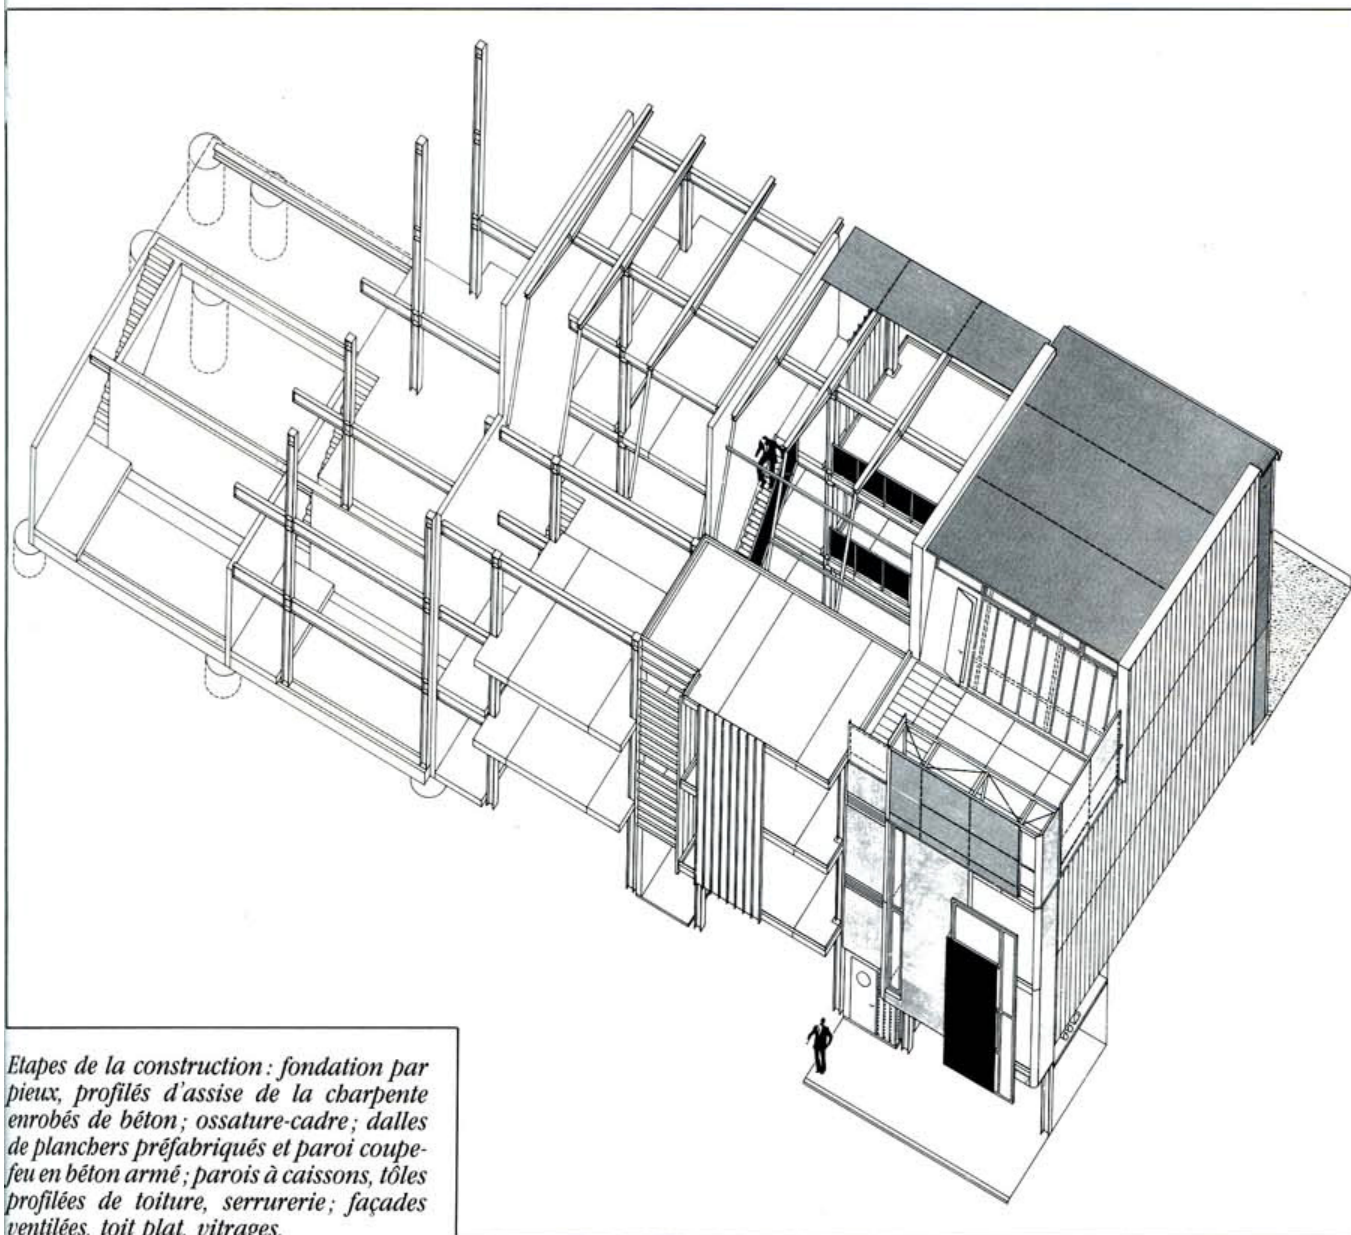 Etapes de la construction : fondation par
pieux, profilés d'assise de la charpente
enrobés de béton ; ossature-cadre ; dalles
de planchers préfabriqués et paroi coupe-
feu en béton armé ; parois à caissons, tôles
profilées de toiture, serrurerie ; façades
ventilées, toit plat, vitrages.